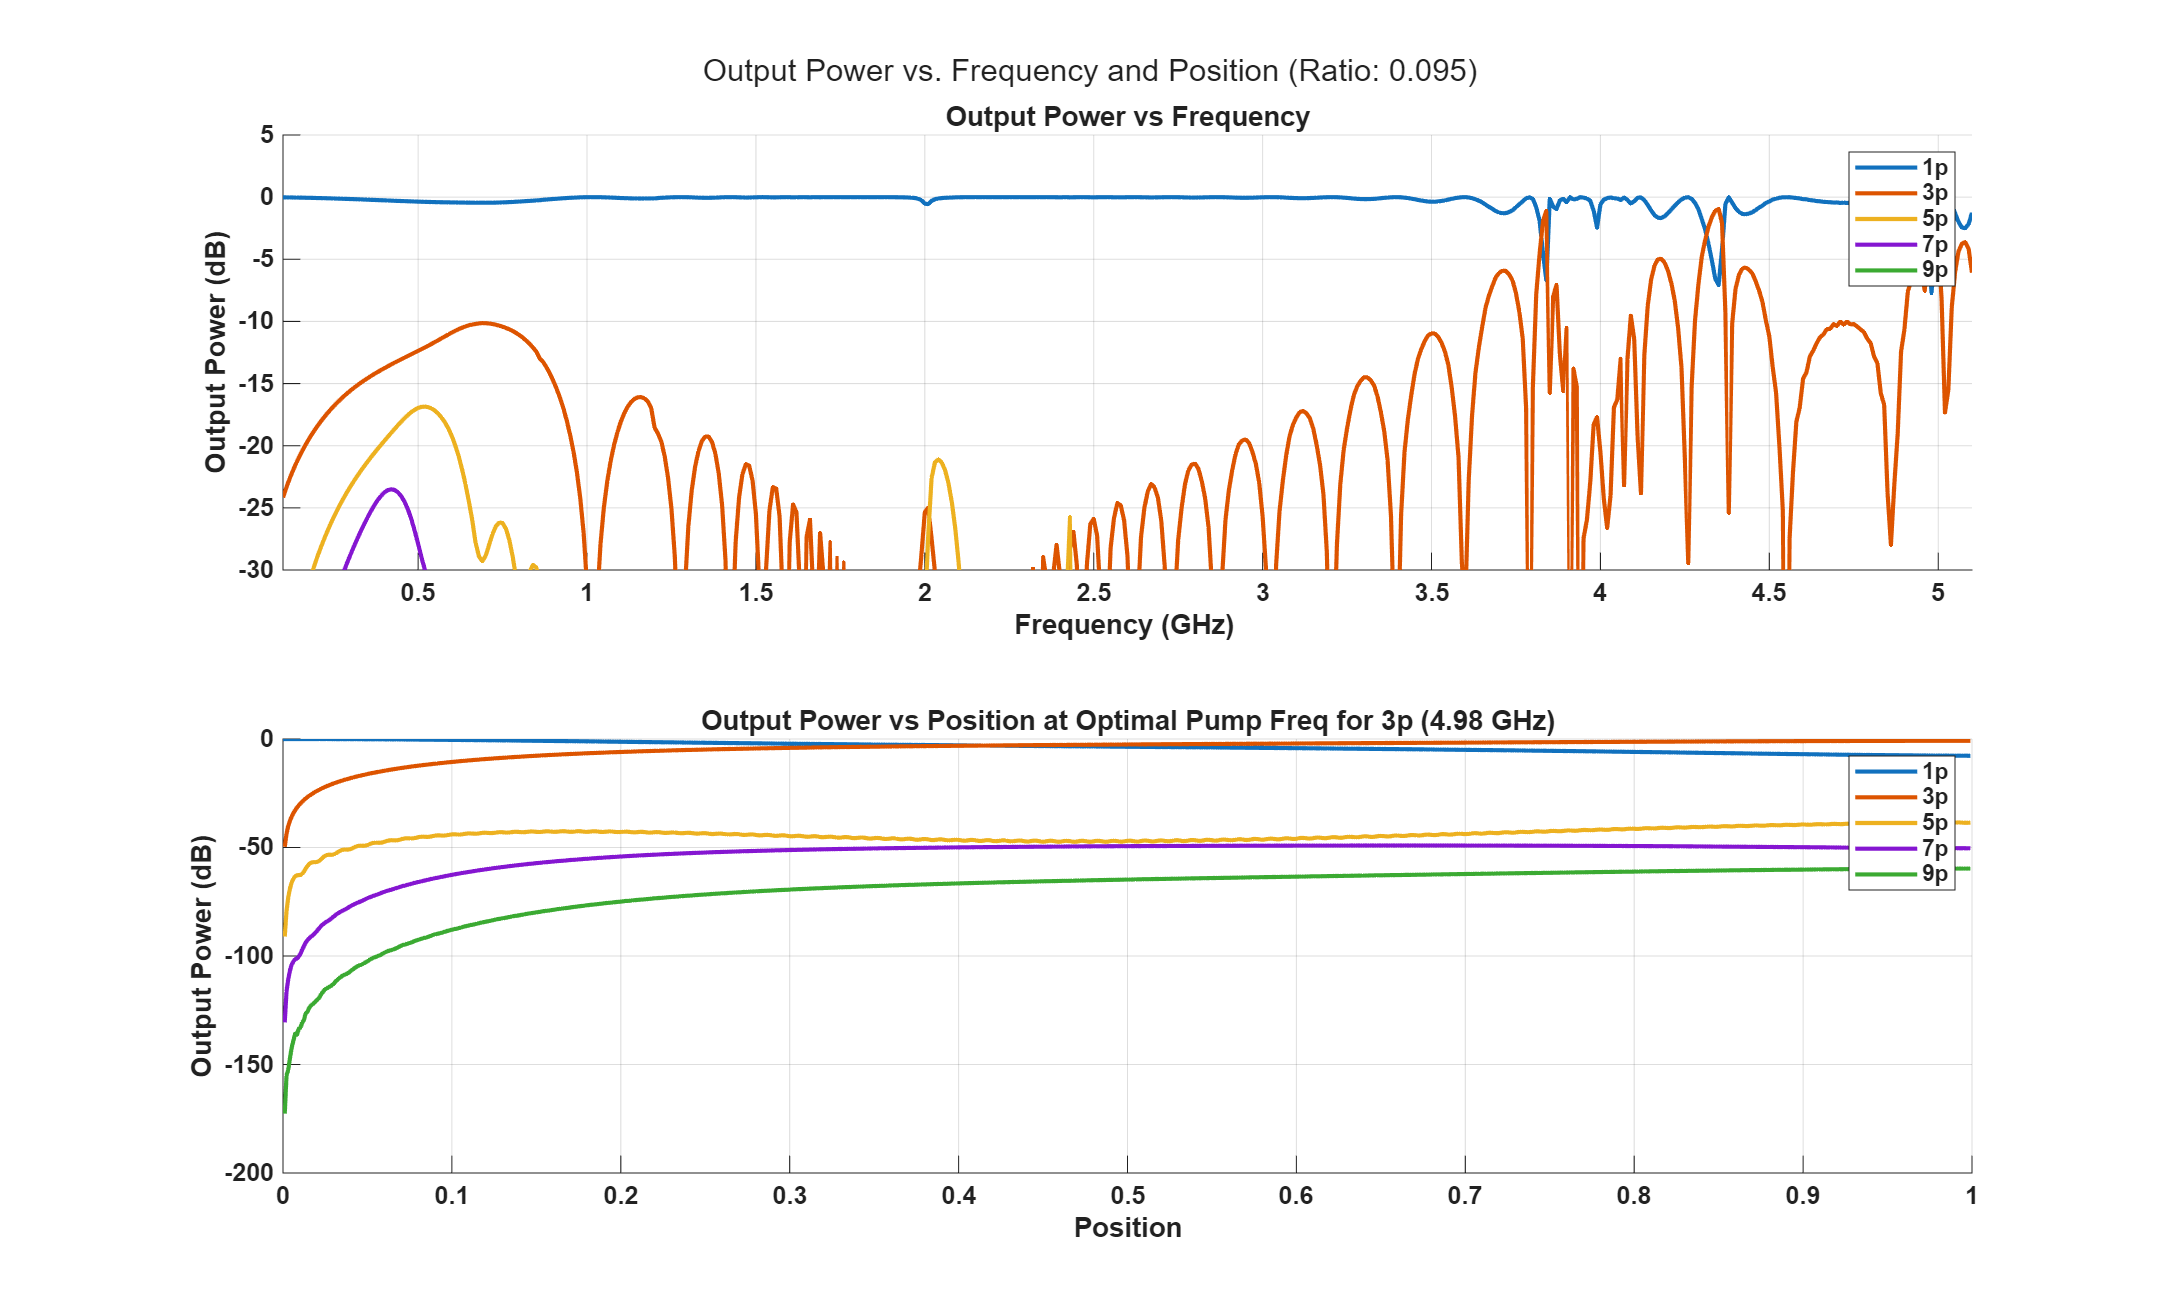 Output Power vs. Frequency and Position (Ratio: 0.095)
Output Power vs Frequency
5
0
-5
-10
-15
-20
-25
-30
Output Power (dB)
1p
3p
5p
7p
9p
0.5 1 1.5 2 2.5 3 3.5 4 4.5 5
Frequency (GHz)
Output Power vs Position at Optimal Pump Freq for 3p (4.98 GHz)
0
-50
-100
-150
-200
Output Power (dB)
1p
3p
5p
7p
9p
0 0.1 0.2 0.3 0.4 0.5 0.6 0.7 0.8 0.9 1
Position